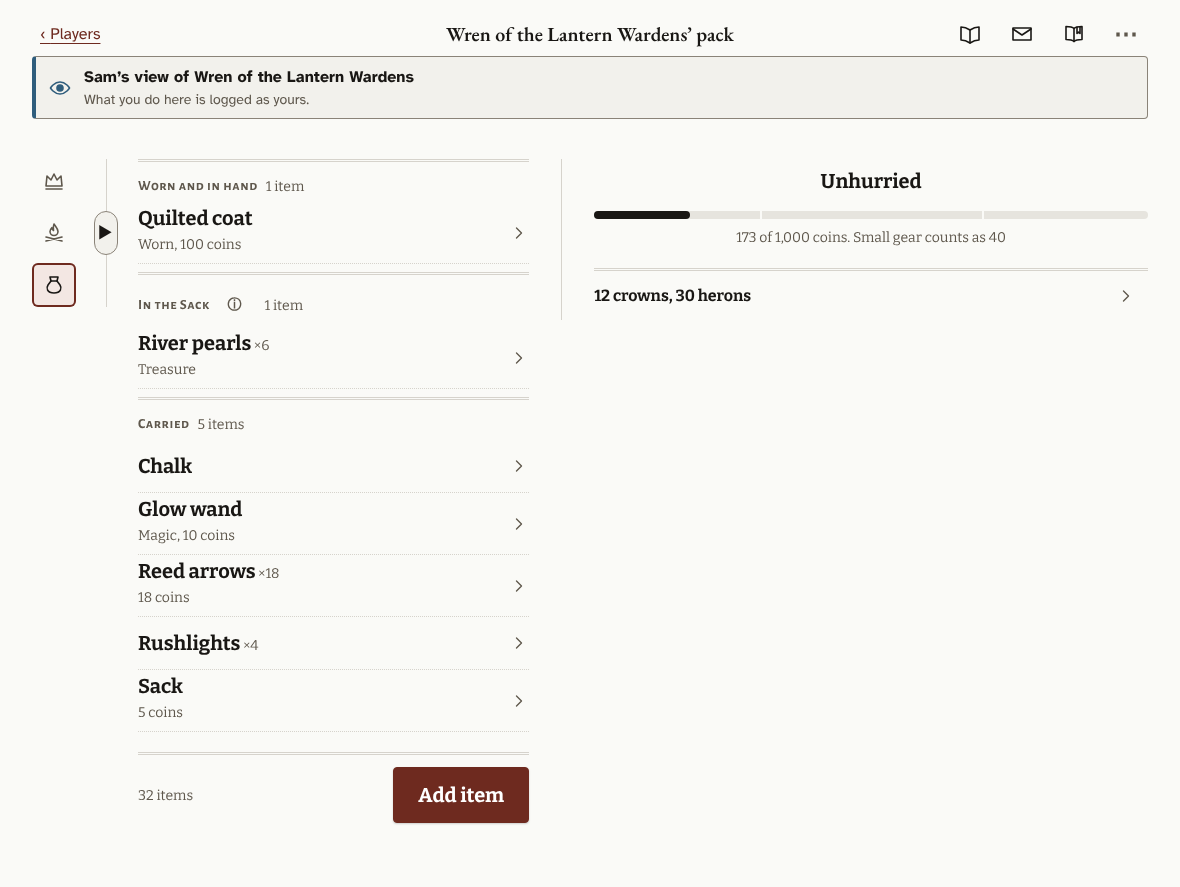 ‹ Players
Wren of the Lantern Wardens’ pack
Sam’s view of Wren of the Lantern Wardens
What you do here is logged as yours.
Worn and in hand 1 item
Quilted coat
Worn, 100 coins
In the Sack 1 item
River pearls ×6
Treasure
Carried 5 items
Chalk
Glow wand
Magic, 10 coins
Reed arrows ×18
18 coins
Rushlights ×4
Sack
5 coins
32 items
Add item
Unhurried
173 of 1,000 coins. Small gear counts as 40
12 crowns, 30 herons